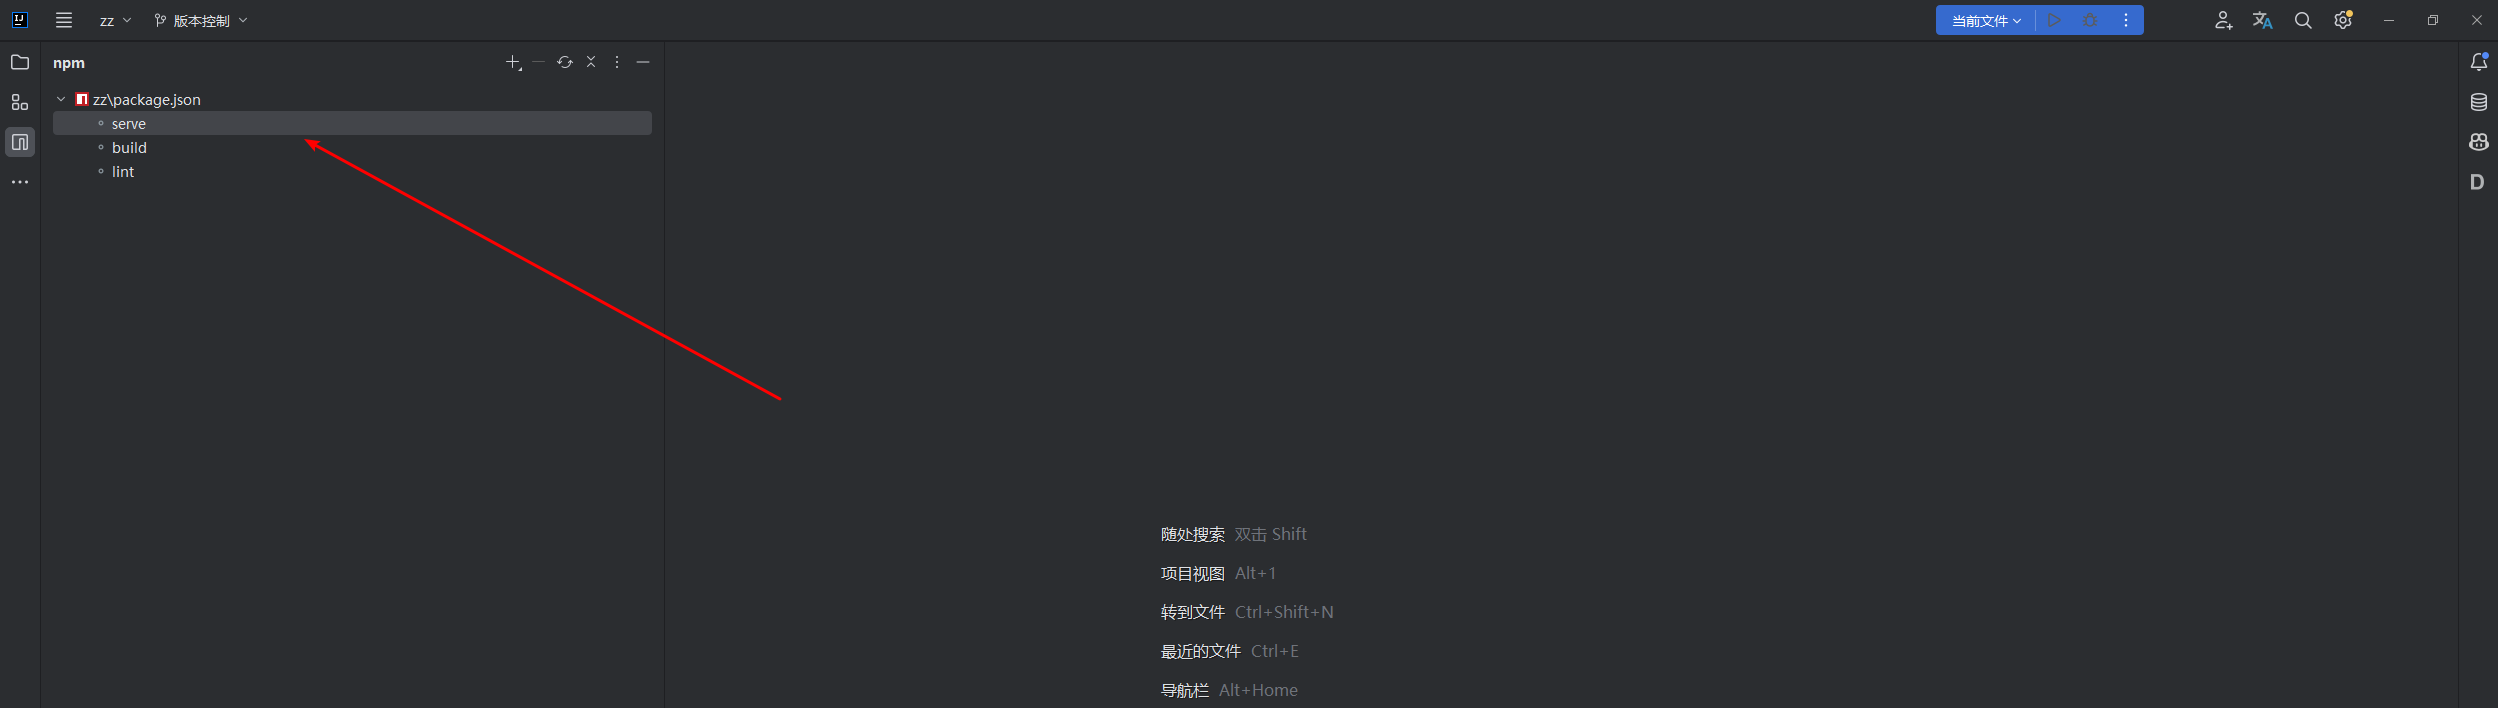 IJ
zz
版本控制
当前文件
npm
zz\package.json
serve
build
lint
D
随处搜索 双击 Shift
项目视图 Alt+1
转到文件 Ctrl+Shift+N
最近的文件 Ctrl+E
导航栏 Alt+Home